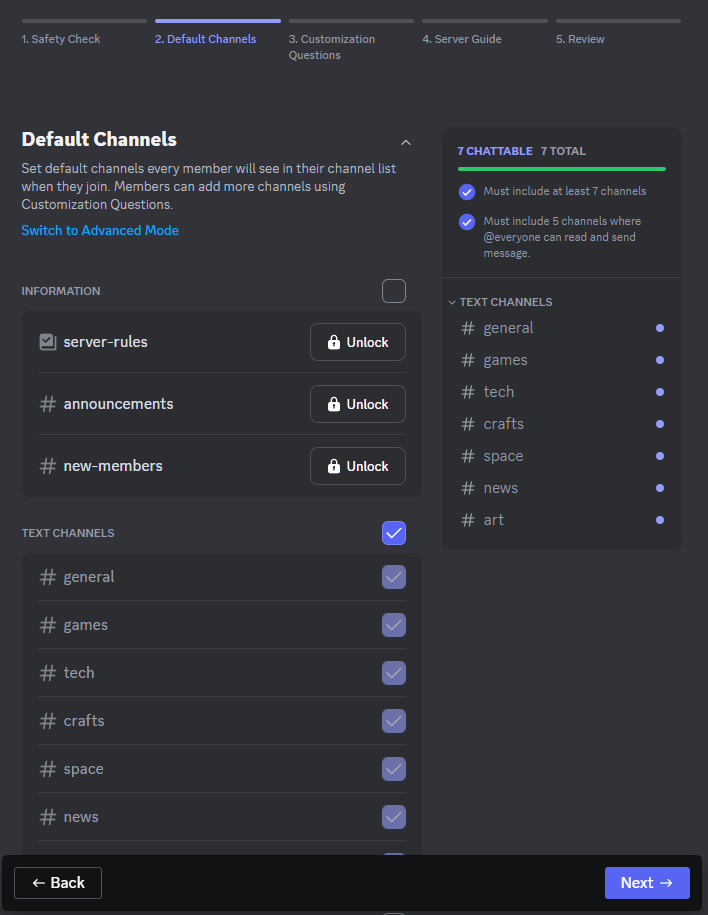 1. Safety Check
2. Default Channels
3. Customization
Questions
4. Server Guide
5. Review
Default Channels
Set default channels every member will see in their channel list
when they join. Members can add more channels using
Customization Questions.
Switch to Advanced Mode
INFORMATION
server-rules
Unlock
announcements
Unlock
new-members
Unlock
TEXT CHANNELS
general
games
tech
crafts
space
news
7 CHATTABLE 7 TOTAL
Must include at least 7 channels
Must include 5 channels where
@everyone can read and send
message.
TEXT CHANNELS
general
games
tech
crafts
space
news
art
← Back
Next →